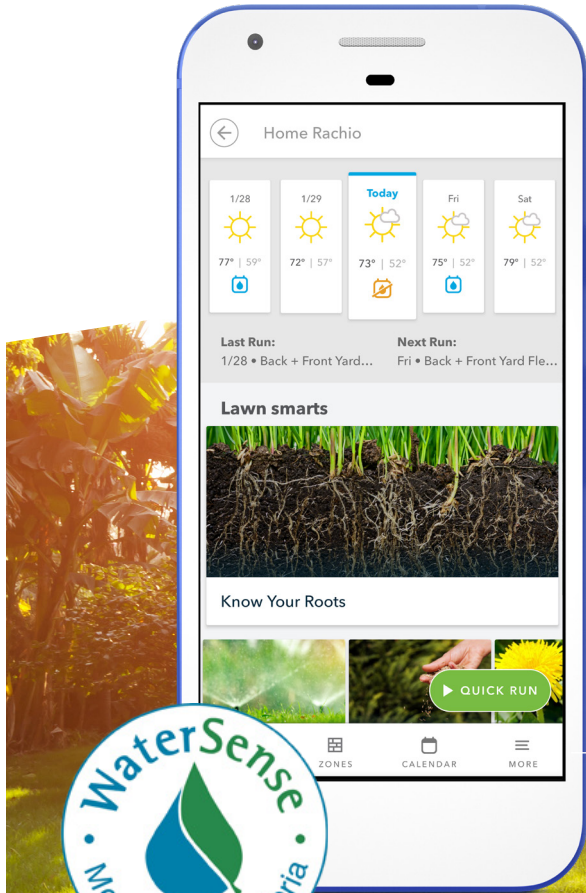 Home Rachio
1/28
1/29
Today
Fri
Sat
77° | 59°
72° | 57°
73° | 52°
75° | 52°
79° | 52°
Last Run:
Next Run:
1/28 • Back + Front Yard...
Fri • Back + Front Yard Fle...
Lawn smarts
Know Your Roots
QUICK RUN
ZONES
CALENDAR
MORE
WaterSense